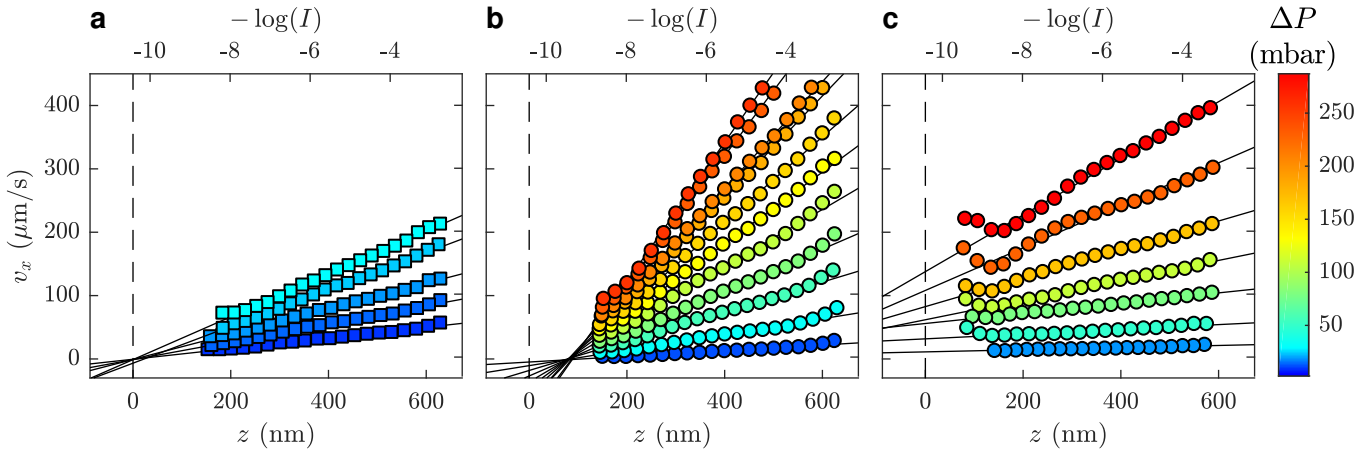 a − log(I) b − log(I) c − log(I) ΔP
-10 -8 -6 -4 -10 -8 -6 -4 -10 -8 -6 -4 (mbar)
400
300
200
100
0
v_x (μm/s)
250
200
150
100
50
0 200 400 600 0 200 400 600 0 200 400 600
z (nm) z (nm) z (nm)